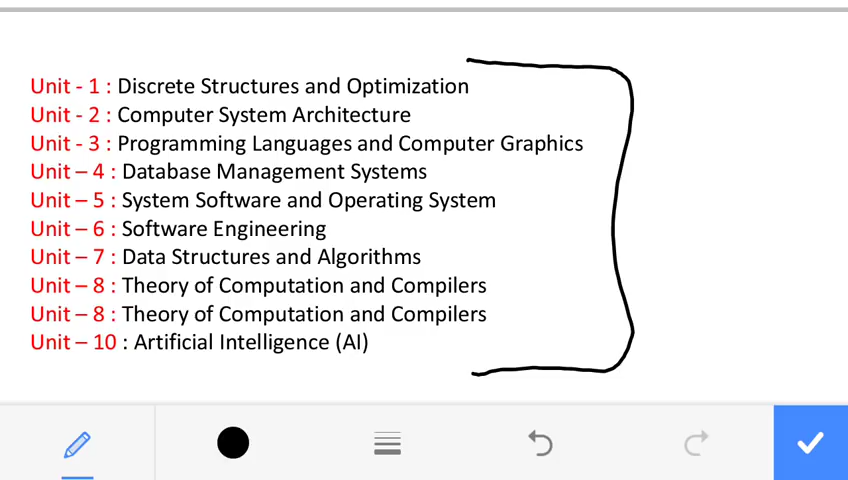 Unit - 1 : Discrete Structures and Optimization
Unit - 2 : Computer System Architecture
Unit - 3 : Programming Languages and Computer Graphics
Unit – 4 : Database Management Systems
Unit – 5 : System Software and Operating System
Unit – 6 : Software Engineering
Unit – 7 : Data Structures and Algorithms
Unit – 8 : Theory of Computation and Compilers
Unit – 8 : Theory of Computation and Compilers
Unit – 10 : Artificial Intelligence (AI)